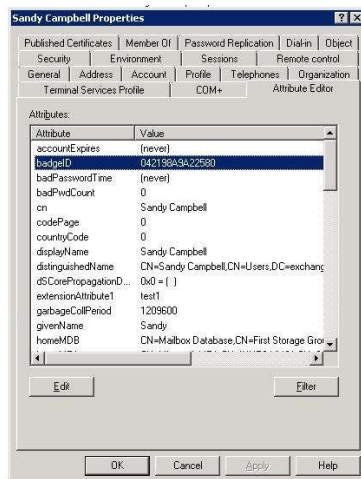 Sandy Campbell Properties
Published Certificates Member Of Password Replication Dial-in Object
Security Environment Sessions Remote control
General Address Account Profile Telephones Organization
Terminal Services Profile COM+ Attribute Editor
Attributes:
Attribute Value
accountExpires (never)
badgeID 042198A9A22580
badPasswordTime (never)
badPwdCount 0
cn Sandy Campbell
codePage 0
countryCode 0
displayName Sandy Campbell
distinguishedName CN=Sandy Campbell,CN=Users,DC=exchang
dSCorePropagationD... 0x0 = ( )
extensionAttribute1 test1
garbageCollPeriod 1209600
givenName Sandy
homeMDB CN=Mailbox Database,CN=First Storage Grou
Edit Filter
OK Cancel Apply Help